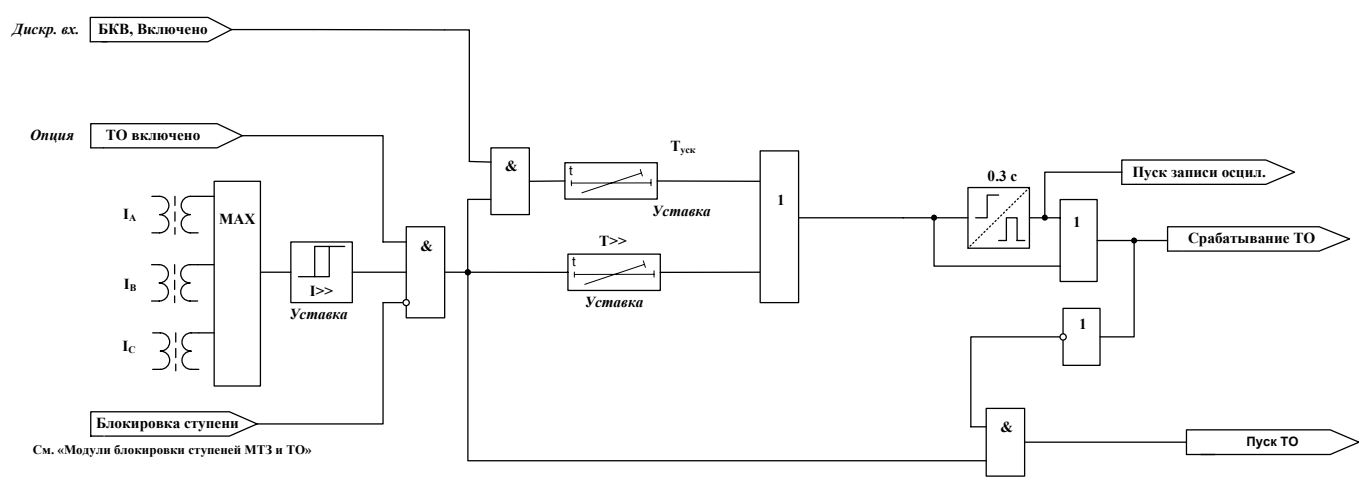 Дискр. вх.
БКВ, Включено
Опция
ТО включено
I_A
I_B
I_C
MAX
I>>
Уставка
&
Блокировка ступени
См. «Модули блокировки ступеней МТЗ и ТО»
&
t
T_уск
Уставка
T>>
t
Уставка
1
0.3 с
Пуск записи осцил.
1
Срабатывание ТО
1
&
Пуск ТО